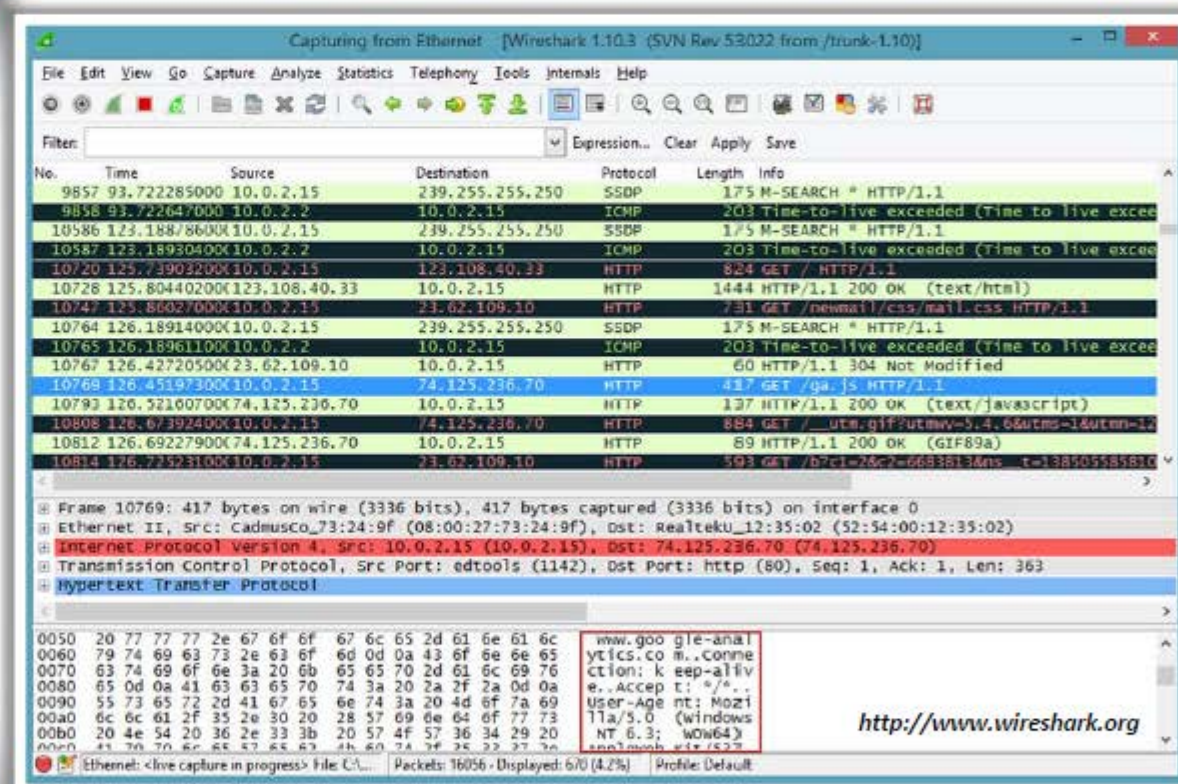 Capturing from Ethernet [Wireshark 1.10.3 (SVN Rev 53022 from /trunk-1.10)]
File Edit View Go Capture Analyze Statistics Telephony Tools Internals Help
Filter: Expression... Clear Apply Save
No. Time Source Destination Protocol Length Info
9857 93.722285000 10.0.2.15 239.255.255.250 SSDP 175 M-SEARCH * HTTP/1.1
9858 93.722647000 10.0.2.2 10.0.2.15 ICMP 203 Time-to-live exceeded (Time to live excee
10586 123.18878600( 10.0.2.15 239.255.255.250 SSDP 175 M-SEARCH * HTTP/1.1
10587 123.18930400( 10.0.2.2 10.0.2.15 ICMP 203 Time-to-live exceeded (Time to live excee
10720 125.73903200( 10.0.2.15 123.108.40.33 HTTP 824 GET / HTTP/1.1
10728 125.80440200( 123.108.40.33 10.0.2.15 HTTP 1444 HTTP/1.1 200 OK (text/html)
10747 125.86027000( 10.0.2.15 23.62.109.10 HTTP 731 GET /newmail/css/mail.css HTTP/1.1
10764 126.18914000( 10.0.2.15 239.255.255.250 SSDP 175 M-SEARCH * HTTP/1.1
10765 126.18961100( 10.0.2.2 10.0.2.15 ICMP 203 Time-to-live exceeded (Time to live excee
10767 126.42720500( 23.62.109.10 10.0.2.15 HTTP 60 HTTP/1.1 304 Not Modified
10769 126.45197300( 10.0.2.15 74.125.236.70 HTTP 417 GET /ga.js HTTP/1.1
10793 126.52160700( 74.125.236.70 10.0.2.15 HTTP 137 HTTP/1.1 200 OK (text/javascript)
10808 126.67392400( 10.0.2.15 74.125.236.70 HTTP 884 GET /__utm.gif?utmwv=5.4.6&utms=1&utmn=12
10812 126.69227900( 74.125.236.70 10.0.2.15 HTTP 89 HTTP/1.1 200 OK (GIF89a)
10814 126.77523100( 10.0.2.15 23.62.109.10 HTTP 593 GET /b?c1=2&c2=6683813&ns__t=138505585816
Frame 10769: 417 bytes on wire (3336 bits), 417 bytes captured (3336 bits) on interface 0
Ethernet II, Src: CadmusCo_73:24:9f (08:00:27:73:24:9f), Dst: RealtekU_12:35:02 (52:54:00:12:35:02)
Internet Protocol Version 4, Src: 10.0.2.15 (10.0.2.15), Dst: 74.125.236.70 (74.125.236.70)
Transmission Control Protocol, Src Port: edtools (1142), Dst Port: http (80), Seq: 1, Ack: 1, Len: 363
Hypertext Transfer Protocol
0050 20 77 77 77 2e 67 6f 6f 67 6c 65 2d 61 6e 61 6c www.goo gle-anal
0060 79 74 69 63 73 2e 63 6f 6d 0d 0a 43 6f 6e 6e 65 ytics.co m..Conne
0070 63 74 69 6f 6e 3a 20 6b 65 65 70 2d 61 6c 69 76 ction: k eep-aliv
0080 65 0d 0a 41 63 63 65 70 74 3a 20 2a 2f 2a 0d 0a e..Accep t: */*..
0090 55 73 65 72 2d 41 67 65 6e 74 3a 20 4d 6f 7a 69 User-Age nt: Mozi
00a0 6c 6c 61 2f 35 2e 30 20 28 57 69 6e 64 6f 77 73 lla/5.0 (Windows
00b0 20 4e 54 20 36 2e 33 3b 20 57 4f 57 36 34 29 20 NT 6.3; WOW64)
http://www.wireshark.org
Ethernet: <live capture in progress> File: C:\... Packets: 16056 · Displayed: 670 (4.2%) Profile: Default